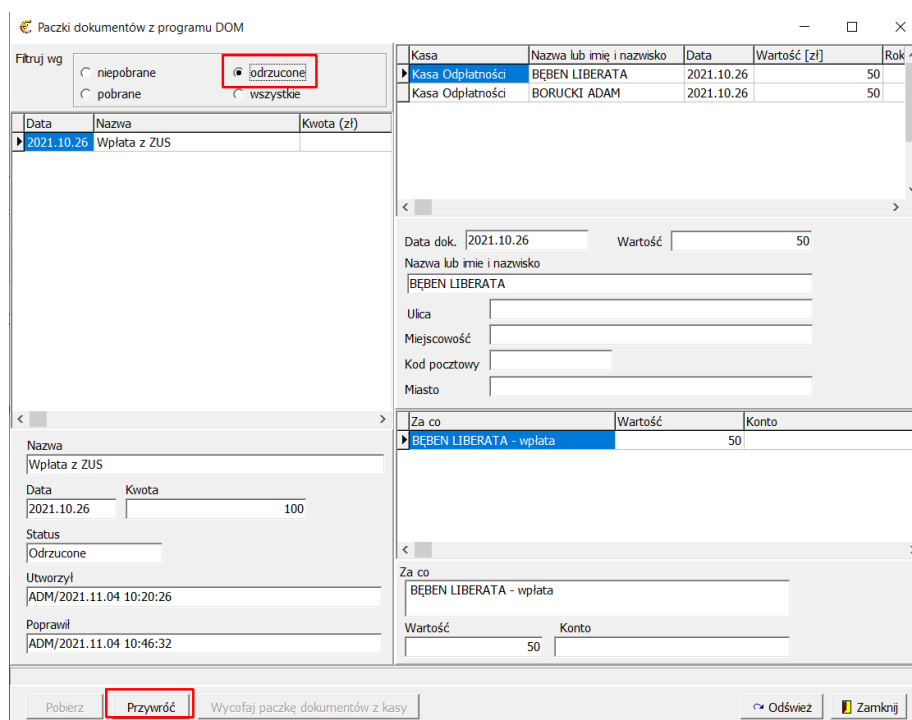 Paczki dokumentów z programu DOM
Fitruj wg
niepobrane
odrzucone
pobrane
wszystkie
Data Nazwa Kwota (zł)
2021.10.26 Wpłata z ZUS
Nazwa
Wpłata z ZUS
Data Kwota
2021.10.26 100
Status
Odrzucone
Utworzył
ADM/2021.11.04 10:20:26
Poprawił
ADM/2021.11.04 10:46:32
Kasa Nazwa lub imię i nazwisko Data Wartość [zł] Rok
Kasa Odpłatności BĘBEN LIBERATA 2021.10.26 50
Kasa Odpłatności BORUCKI ADAM 2021.10.26 50
Data dok. 2021.10.26 Wartość 50
Nazwa lub imie i nazwisko
BĘBEN LIBERATA
Ulica
Miejscowość
Kod pocztowy
Miasto
Za co Wartość Konto
BĘBEN LIBERATA - wpłata 50
Za co
BĘBEN LIBERATA - wpłata
Wartość Konto
50
Pobierz Przywróć Wycofaj paczkę dokumentów z kasy Odśwież Zamknij